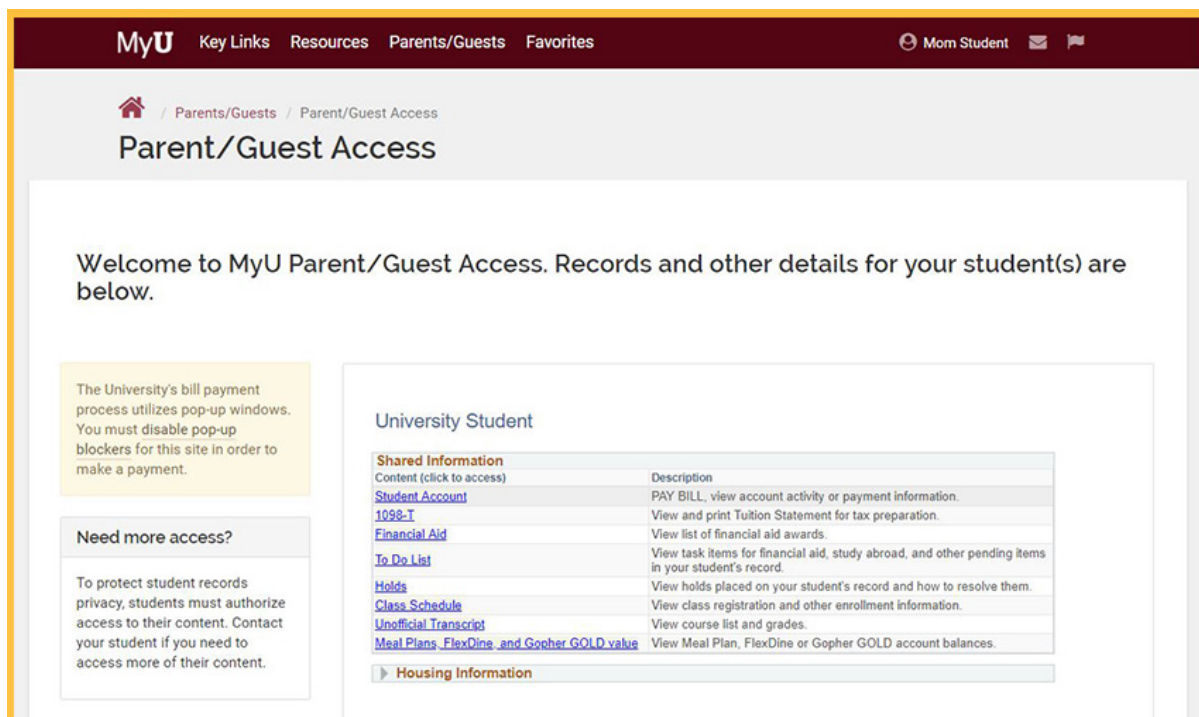 MyU Key Links Resources Parents/Guests Favorites Mom Student
/ Parents/Guests / Parent/Guest Access
Parent/Guest Access
Welcome to MyU Parent/Guest Access. Records and other details for your student(s) are
below.
The University's bill payment
process utilizes pop-up windows.
You must disable pop-up
blockers for this site in order to
make a payment.
Need more access?
To protect student records
privacy, students must authorize
access to their content. Contact
your student if you need to
access more of their content.
University Student
Shared Information
Content (click to access) Description
Student Account PAY BILL, view account activity or payment information.
1098-T View and print Tuition Statement for tax preparation.
Financial Aid View list of financial aid awards.
To Do List View task items for financial aid, study abroad, and other pending items
in your student's record.
Holds View holds placed on your student's record and how to resolve them.
Class Schedule View class registration and other enrollment information.
Unofficial Transcript View course list and grades.
Meal Plans, FlexDine, and Gopher GOLD value View Meal Plan, FlexDine or Gopher GOLD account balances.
Housing Information